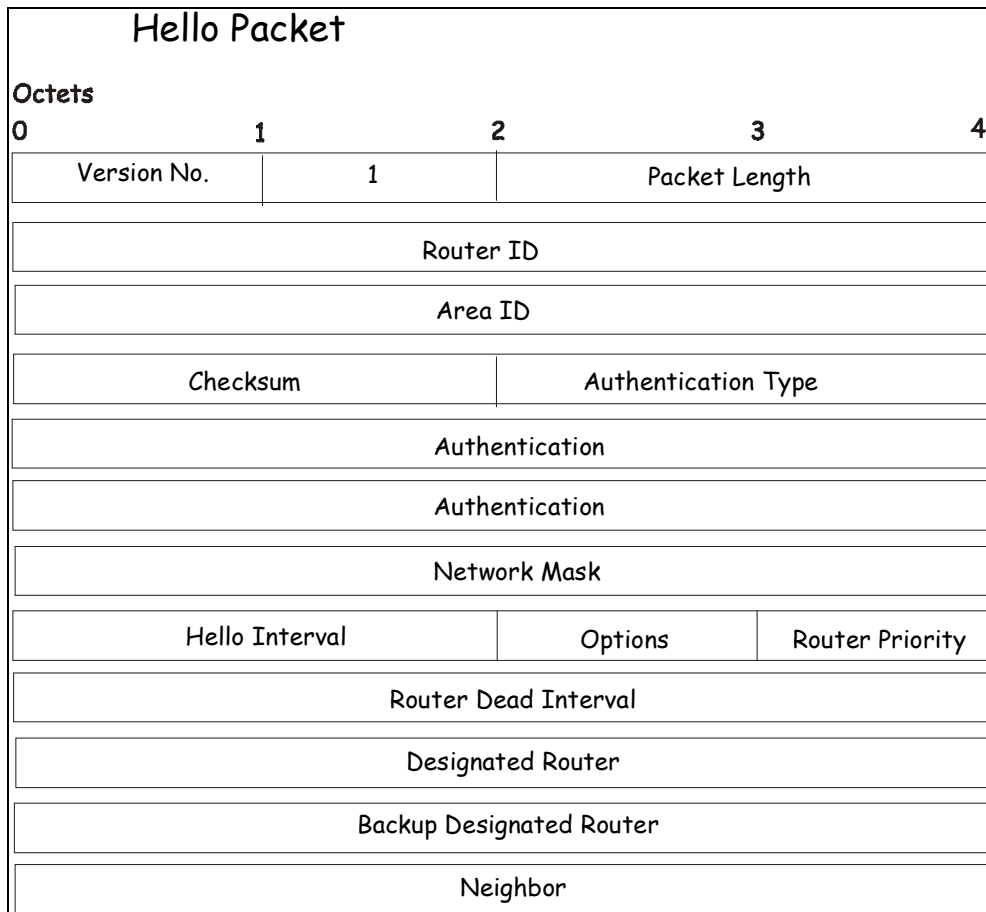 Hello Packet
Octets
0 1 2 3 4
Version No. 1 Packet Length
Router ID
Area ID
Checksum Authentication Type
Authentication
Authentication
Network Mask
Hello Interval Options Router Priority
Router Dead Interval
Designated Router
Backup Designated Router
Neighbor